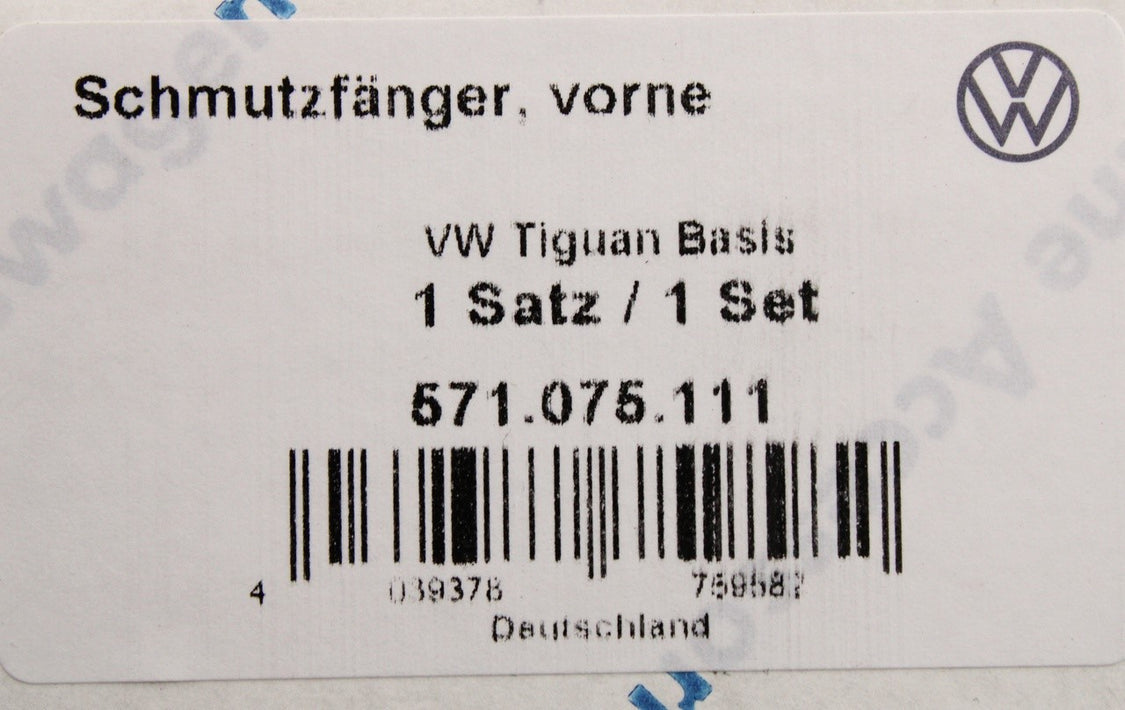 Schmutzfänger, vorne
VW Tiguan Basis
1 Satz / 1 Set
571.075.111
4 039378 759582
Deutschland